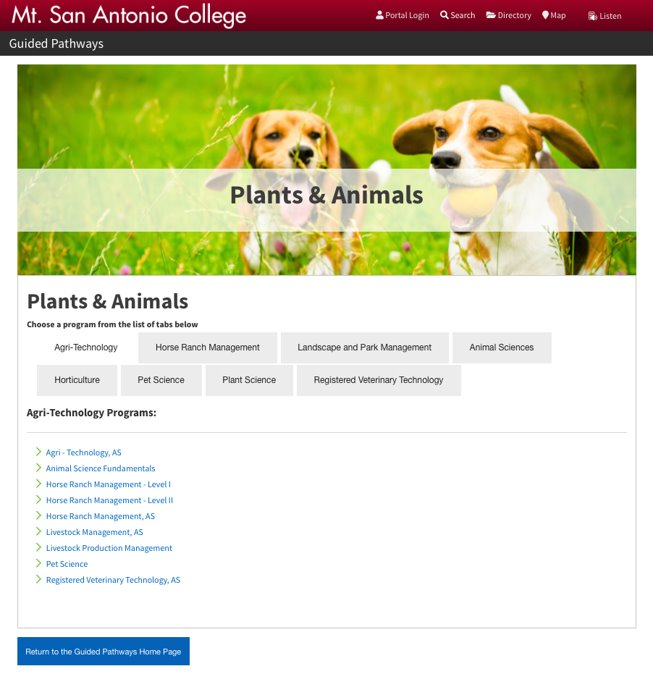 Mt. San Antonio College
Portal Login Search Directory Map Listen
Guided Pathways
Plants & Animals
Plants & Animals
Choose a program from the list of tabs below
Agri-Technology Horse Ranch Management Landscape and Park Management Animal Sciences
Horticulture Pet Science Plant Science Registered Veterinary Technology
Agri-Technology Programs:
Agri - Technology, AS
Animal Science Fundamentals
Horse Ranch Management - Level I
Horse Ranch Management - Level II
Horse Ranch Management, AS
Livestock Management, AS
Livestock Production Management
Pet Science
Registered Veterinary Technology, AS
Return to the Guided Pathways Home Page